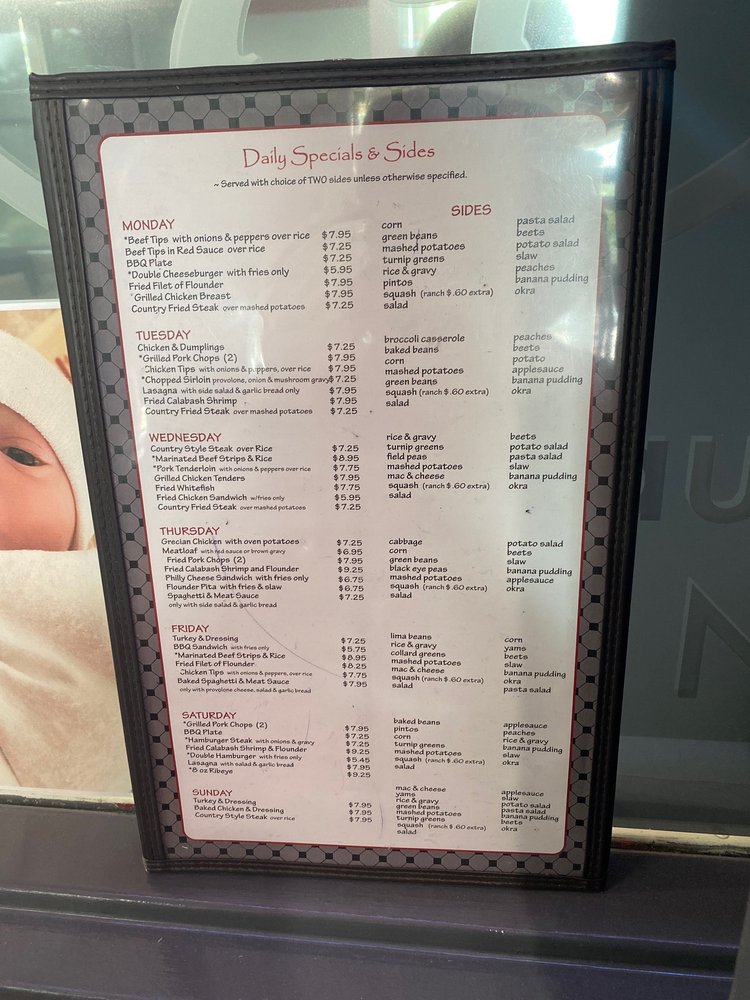 Daily Specials & Sides
~ Served with choice of TWO sides unless otherwise specified.
SIDES
MONDAY
*Beef Tips with onions & peppers over rice $7.95
Beef Tips in Red Sauce over rice $7.25
BBQ Plate $7.25
*Double Cheeseburger with fries only $5.95
Fried Filet of Flounder $7.95
*Grilled Chicken Breast $7.95
Country Fried Steak over mashed potatoes $7.25
corn
green beans
mashed potatoes
turnip greens
rice & gravy
pintos
squash (ranch $.60 extra)
salad
pasta salad
beets
potato salad
slaw
peaches
banana pudding
okra
TUESDAY
Chicken & Dumplings $7.25
*Grilled Pork Chops (2) $7.95
Chicken Tips with onions & peppers, over rice $7.95
*Chopped Sirloin provolone, onion & mushroom gravy $7.25
Lasagna with side salad & garlic bread only $7.95
Fried Calabash Shrimp $7.95
Country Fried Steak over mashed potatoes $7.25
broccoli casserole
baked beans
corn
mashed potatoes
green beans
squash (ranch $.60 extra)
salad
peaches
beets
potato
applesauce
banana pudding
okra
WEDNESDAY
Country Style Steak over Rice $7.25
*Marinated Beef Strips & Rice $8.95
*Pork Tenderloin with onions & peppers over rice $7.75
Grilled Chicken Tenders $7.95
Fried Whitefish $7.75
Fried Chicken Sandwich w/fries only $5.95
Country Fried Steak over mashed potatoes $7.25
rice & gravy
turnip greens
field peas
mashed potatoes
mac & cheese
squash (ranch $.60 extra)
salad
beets
potato salad
pasta salad
slaw
banana pudding
okra
THURSDAY
Grecian Chicken with oven potatoes $7.25
Meatloaf with red sauce or brown gravy $6.95
Fried Pork Chops (2) $7.95
Fried Calabash Shrimp and Flounder $9.25
Philly Cheese Sandwich with fries only $6.75
Flounder Pita with fries & slaw $6.75
Spaghetti & Meat Sauce $7.25
only with side salad & garlic bread
cabbage
corn
green beans
black eye peas
mashed potatoes
squash (ranch $.60 extra)
salad
potato salad
beets
slaw
banana pudding
applesauce
okra
FRIDAY
Turkey & Dressing $7.25
BBQ Sandwich with fries only $5.75
*Marinated Beef Strips & Rice $8.95
Fried Filet of Flounder $8.25
Chicken Tips with onions & peppers, over rice $7.75
Baked Spaghetti & Meat Sauce $7.95
only with provolone cheese, salad & garlic bread
lima beans
rice & gravy
collard greens
mashed potatoes
mac & cheese
squash (ranch $.60 extra)
salad
corn
yams
beets
slaw
banana pudding
okra
pasta salad
SATURDAY
*Grilled Pork Chops (2) $7.95
BBQ Plate $7.25
*Hamburger Steak with onions & gravy $7.25
Fried Calabash Shrimp & Flounder $9.25
*Double Hamburger with fries only $5.45
Lasagna with salad & garlic bread $7.95
*8 oz Ribeye $9.25
baked beans
pintos
corn
turnip greens
mashed potatoes
squash (ranch $.60 extra)
salad
applesauce
peaches
rice & gravy
banana pudding
slaw
okra
SUNDAY
Turkey & Dressing $7.95
Baked Chicken & Dressing $7.95
Country Style Steak over rice $7.95
mac & cheese
yams
rice & gravy
green beans
mashed potatoes
turnip greens
squash (ranch $.60 extra)
salad
applesauce
slaw
potato salad
pasta salad
banana pudding
beets
okra